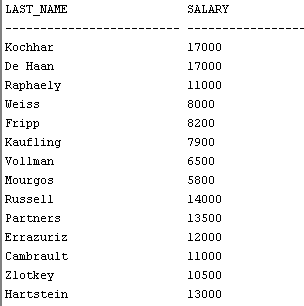 LAST_NAME SALARY
------------------------- ----------------
Kochhar 17000
De Haan 17000
Raphaely 11000
Weiss 8000
Fripp 8200
Kaufling 7900
Vollman 6500
Mourgos 5800
Russell 14000
Partners 13500
Errazuriz 12000
Cambrault 11000
Zlotkey 10500
Hartstein 13000